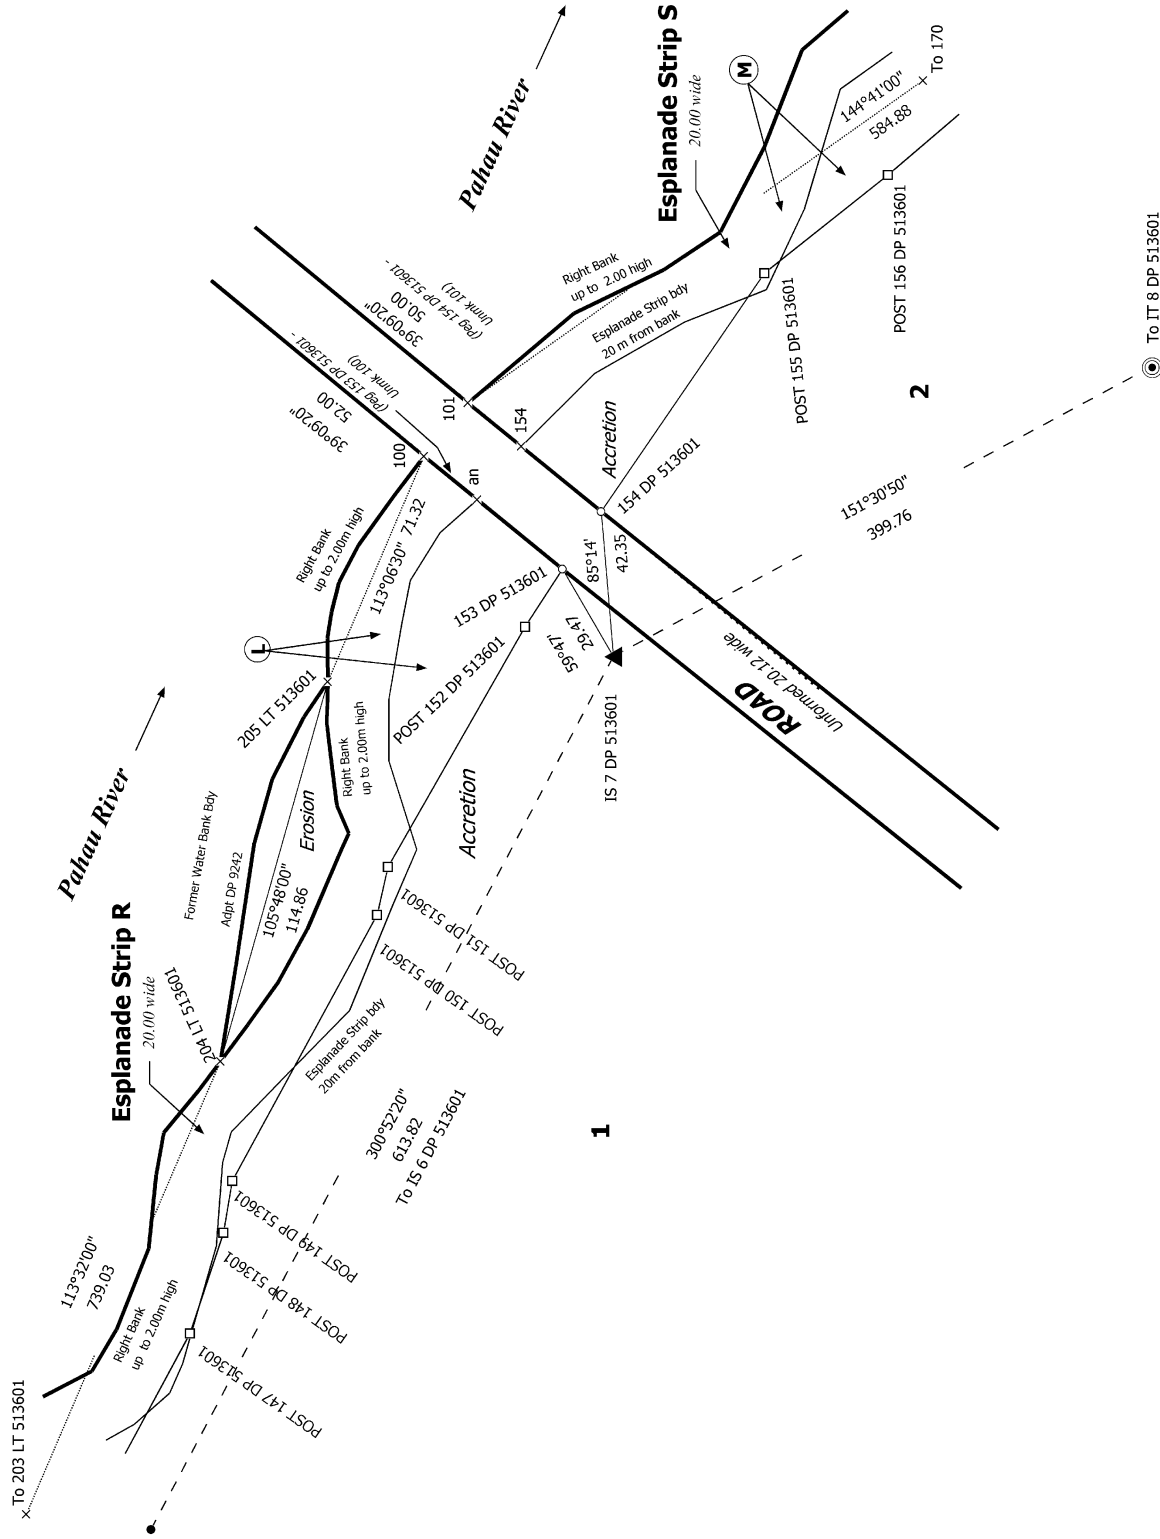 To 203 LT 513601
113°32'00"
739.03
Right Bank
up to 2.00m high
Esplanade Strip R
20.00 wide
Pahau River
204 LT 513601
Former Water Bank Bdy
Adpt DP 9242
105°48'00"
114.86
Erosion
205 LT 513601
Right Bank
up to 2.00m high
L
Right Bank
up to 2.00m high
113°06'30" 71.32
100
an
39°09'20"
52.00
(Peg 153 DP 513601 -
Unmk 100)
39°09'20"
50.00
(Peg 154 DP 513601 -
Unmk 101)
101
154
Pahau River
Right Bank
up to 2.00 high
Esplanade Strip bdy
20 m from bank
Esplanade Strip S
20.00 wide
M
144°41'00"
584.88
To 170
POST 156 DP 513601
POST 155 DP 513601
Accretion
154 DP 513601
85°14'
42.35
153 DP 513601
59°47'
29.47
POST 152 DP 513601
IS 7 DP 513601
ROAD
Unformed 20.12 wide
151°30'50"
399.76
To IT 8 DP 513601
2
Accretion
POST 151 DP 513601
POST 150 DP 513601
Esplanade Strip bdy
20m from bank
300°52'20"
613.82
To IS 6 DP 513601
POST 149 DP 513601
POST 148 DP 513601
POST 147 DP 513601
1